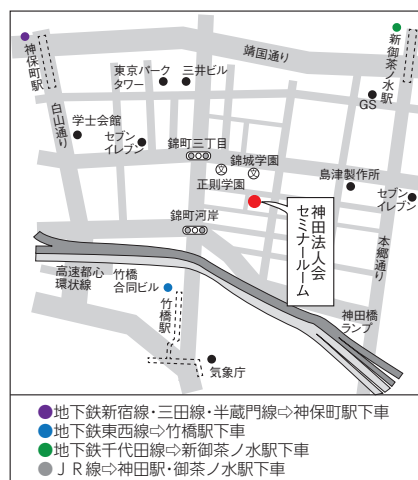 神保町駅
靖国通り
新御茶ノ水駅
東京パーク
タワー
三井ビル
GS
白山通り
学士会館
セブン
イレブン
錦町三丁目
錦城学園
正則学園
島津製作所
セブン
イレブン
神田法人会
セミナールーム
錦町河岸
本郷通り
高速都心
環状線
竹橋
合同ビル
竹橋駅
神田橋
ランプ
気象庁
●地下鉄新宿線・三田線・半蔵門線⇨神保町駅下車
●地下鉄東西線⇨竹橋駅下車
●地下鉄千代田線⇨新御茶ノ水駅下車
●ＪＲ線⇨神田駅・御茶ノ水駅下車